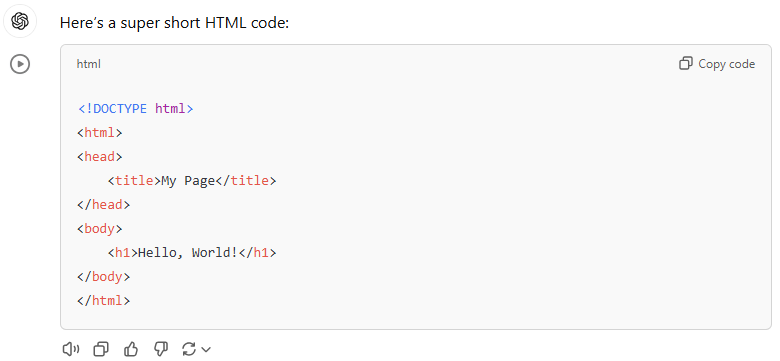 Here's a super short HTML code:
html
Copy code
<!DOCTYPE html>
<html>
<head>
    <title>My Page</title>
</head>
<body>
    <h1>Hello, World!</h1>
</body>
</html>